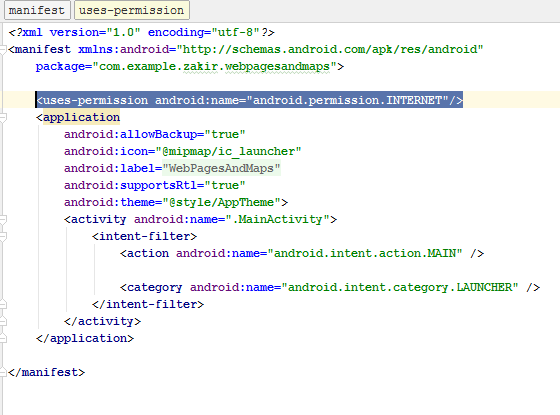 manifest uses-permission
<?xml version="1.0" encoding="utf-8"?>
<manifest xmlns:android="http://schemas.android.com/apk/res/android"
    package="com.example.zakir.webpagesandmaps">

    <uses-permission android:name="android.permission.INTERNET"/>
    <application
        android:allowBackup="true"
        android:icon="@mipmap/ic_launcher"
        android:label="WebPagesAndMaps"
        android:supportsRtl="true"
        android:theme="@style/AppTheme">
        <activity android:name=".MainActivity">
            <intent-filter>
                <action android:name="android.intent.action.MAIN" />

                <category android:name="android.intent.category.LAUNCHER" />
            </intent-filter>
        </activity>
    </application>

</manifest>